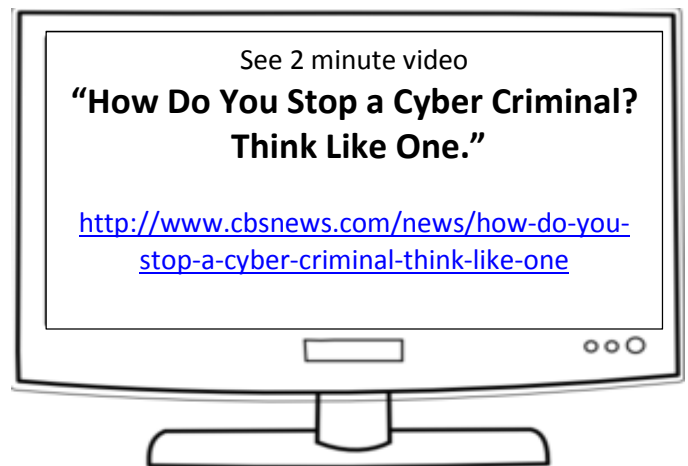 See 2 minute video
“How Do You Stop a Cyber Criminal?
Think Like One.”
http://www.cbsnews.com/news/how-do-you-
stop-a-cyber-criminal-think-like-one